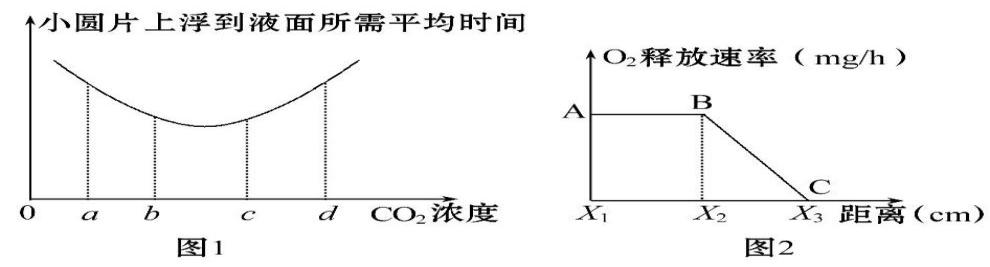 小圆片上浮到液面所需平均时间
0 a b c d CO₂浓度
图1
O₂释放速率（mg/h）
A
B
C
X₁ X₂ X₃ 距离(cm)
图2